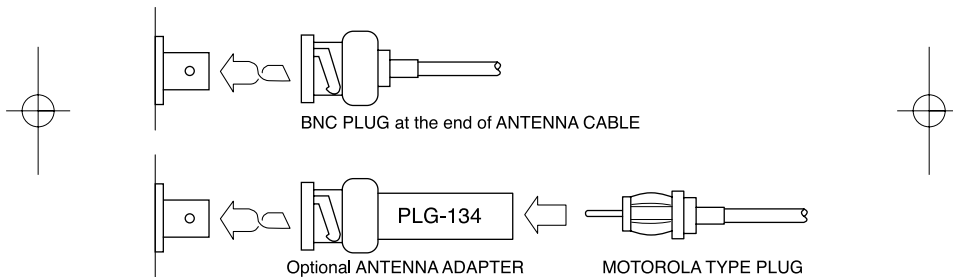 BNC PLUG at the end of ANTENNA CABLE
PLG-134
Optional ANTENNA ADAPTER
MOTOROLA TYPE PLUG